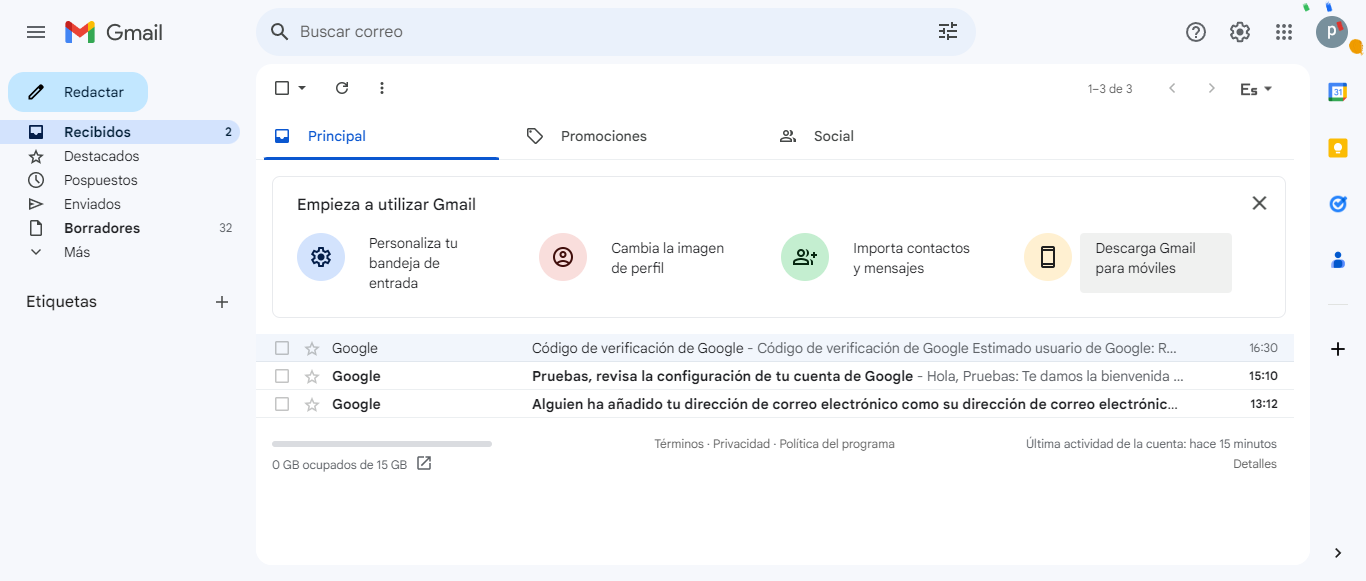 Gmail
Buscar correo
P
Redactar
1–3 de 3
Es
31
Recibidos 2
Destacados
Pospuestos
Enviados
Borradores 32
Más
Etiquetas
Principal
Promociones
Social
Empieza a utilizar Gmail
Personaliza tu
bandeja de
entrada
Cambia la imagen
de perfil
Importa contactos
y mensajes
Descarga Gmail
para móviles
Google Código de verificación de Google - Código de verificación de Google Estimado usuario de Google: R... 16:30
Google Pruebas, revisa la configuración de tu cuenta de Google - Hola, Pruebas: Te damos la bienvenida ... 15:10
Google Alguien ha añadido tu dirección de correo electrónico como su dirección de correo electrónic... 13:12
0 GB ocupados de 15 GB
Términos · Privacidad · Política del programa
Última actividad de la cuenta: hace 15 minutos
Detalles